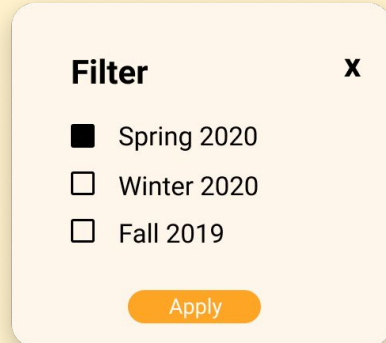 Filter X
Spring 2020
Winter 2020
Fall 2019
Apply